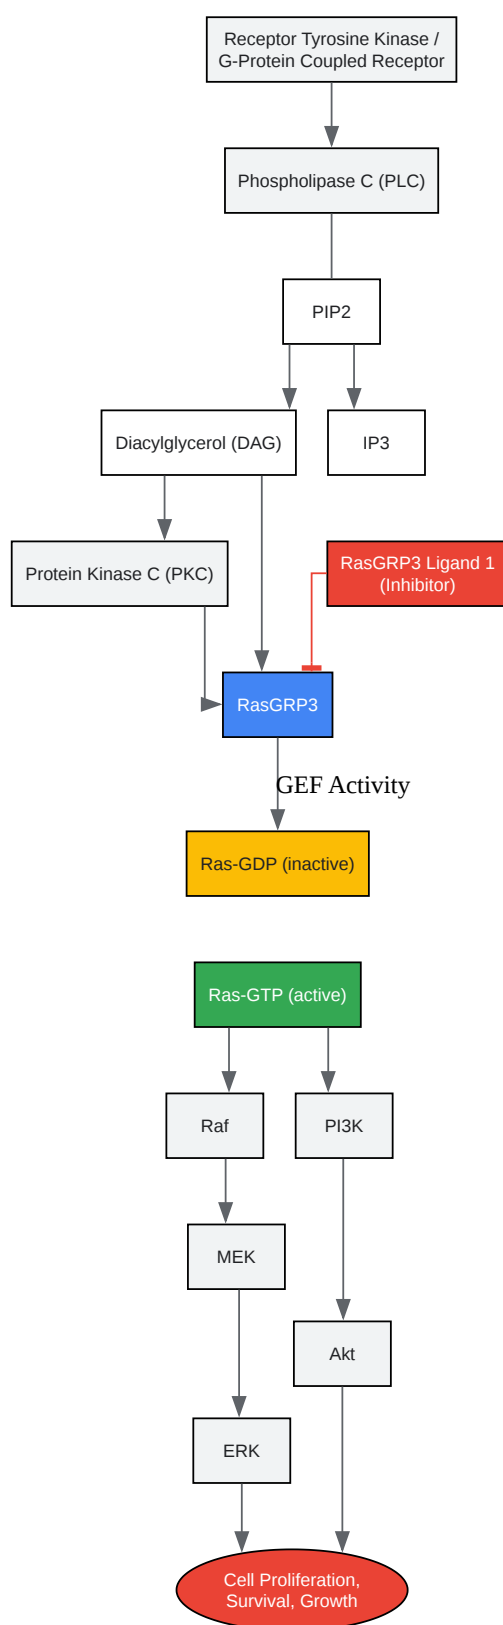 Receptor Tyrosine Kinase /
G-Protein Coupled Receptor
Phospholipase C (PLC)
PIP2
Diacylglycerol (DAG)
IP3
Protein Kinase C (PKC)
RasGRP3 Ligand 1
(Inhibitor)
RasGRP3
GEF Activity
Ras-GDP (inactive)
Ras-GTP (active)
Raf
PI3K
MEK
Akt
ERK
Cell Proliferation,
Survival, Growth